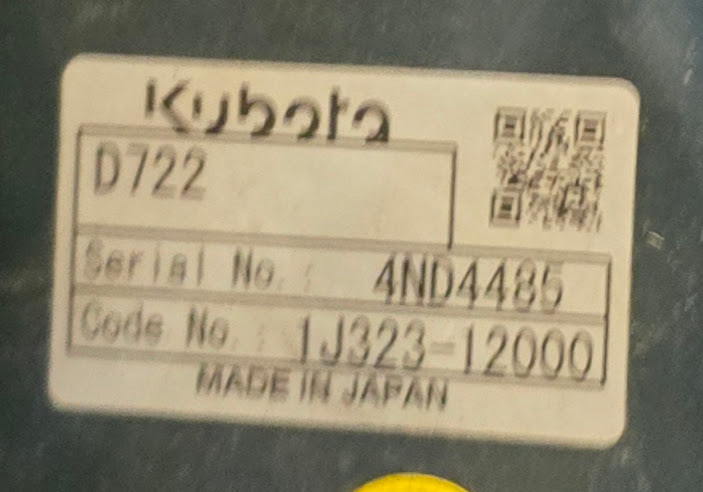 Kubota
D722
Serial No. : 4ND4485
Code No. : 1J323-12000
MADE IN JAPAN